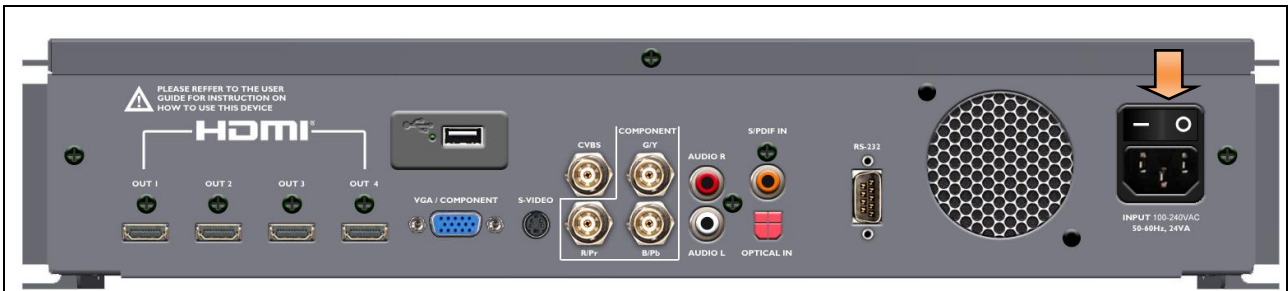 PLEASE REFFER TO THE USER
GUIDE FOR INSTRUCTION ON
HOW TO USE THIS DEVICE
HDMI®
OUT 1
OUT 2
OUT 3
OUT 4
VGA / COMPONENT
S-VIDEO
CVBS
COMPONENT
G/Y
R/Pr
B/Pb
AUDIO R
AUDIO L
S/PDIF IN
OPTICAL IN
RS-232
INPUT 100-240VAC
50-60Hz, 24VA